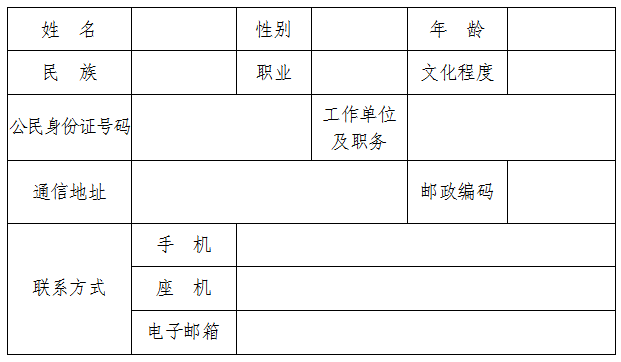 姓 名 性别 年 龄
民 族 职业 文化程度
公民身份证号码 工作单位
及职务
通信地址 邮政编码
联系方式 手 机
座 机
电子邮箱